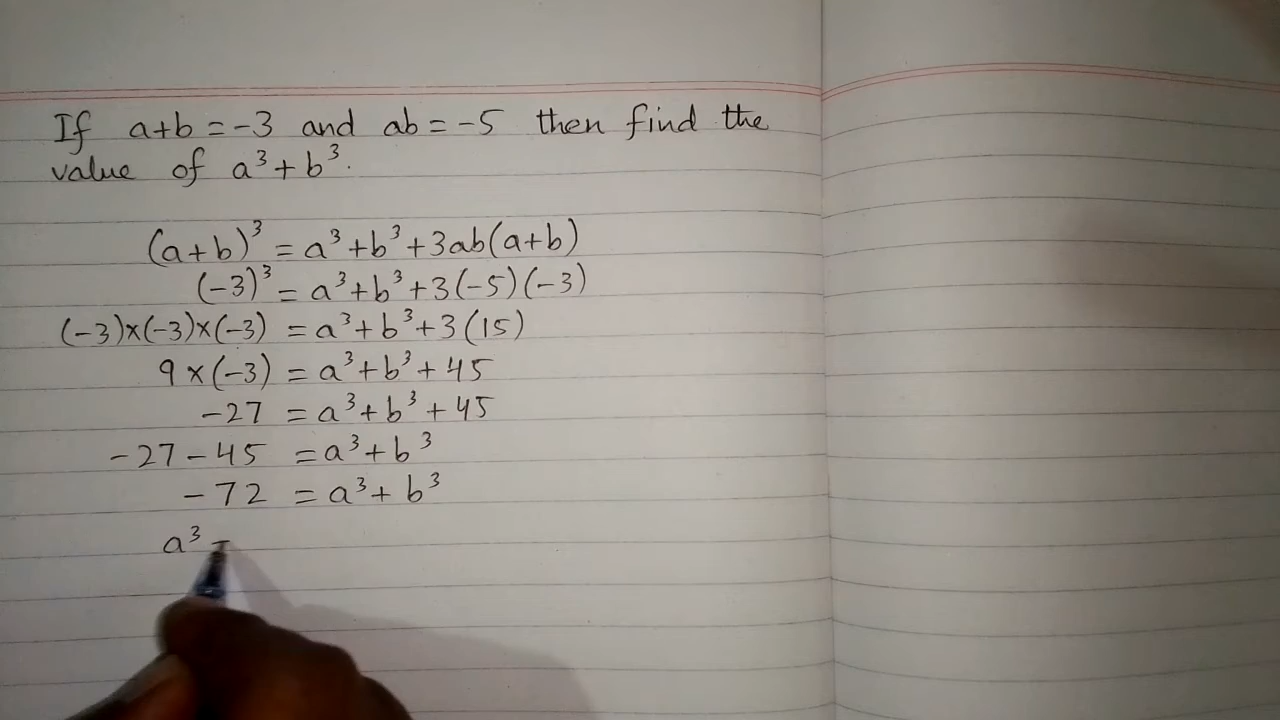 If a+b = -3 and ab = -5 then find the
value of a³ + b³.
(a+b)³ = a³+b³+3ab(a+b)
(-3)³ = a³+b³+3(-5)(-3)
(-3)×(-3)×(-3) = a³+b³+3(15)
9×(-3) = a³+b³+45
-27 = a³+b³+45
-27-45 = a³+b³
-72 = a³+b³
a³ -